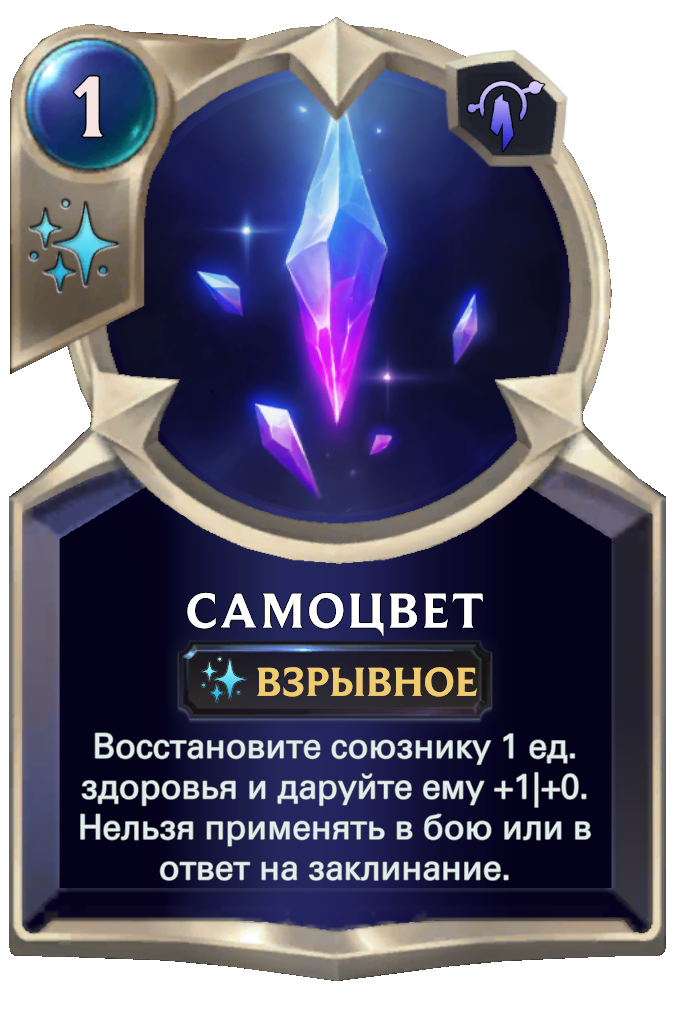 1
САМОЦВЕТ
ВЗРЫВНОЕ
Восстановите союзнику 1 ед.
здоровья и даруйте ему +1|+0.
Нельзя применять в бою или в
ответ на заклинание.